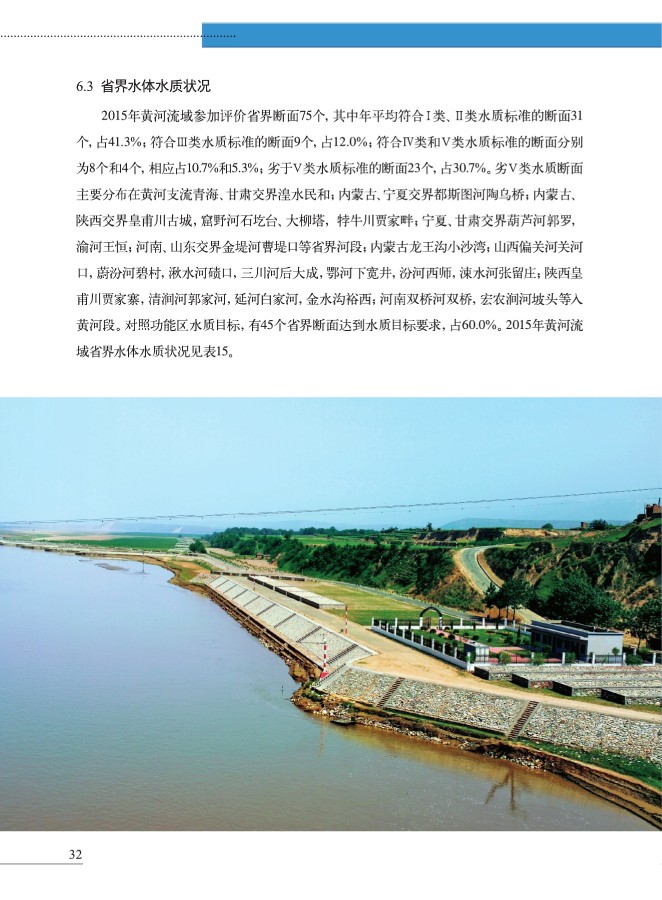 6.3 省界水体水质状况
2015年黄河流域参加评价省界断面75个，其中年平均符合Ⅰ类、Ⅱ类水质标准的断面31
个，占41.3%；符合Ⅲ类水质标准的断面9个，占12.0%；符合Ⅳ类和Ⅴ类水质标准的断面分别
为8个和4个，相应占10.7%和5.3%；劣于Ⅴ类水质标准的断面23个，占30.7%。劣Ⅴ类水质断面
主要分布在黄河支流青海、甘肃交界湟水民和；内蒙古、宁夏交界都斯图河陶乌桥；内蒙古、
陕西交界皇甫川古城，窟野河石圪台、大柳塔，㹀牛川贾家畔；宁夏、甘肃交界葫芦河郭罗，
渝河王恒；河南、山东交界金堤河曹堤口等省界河段；内蒙古龙王沟小沙湾；山西偏关河关河
口，蔚汾河碧村，湫水河碛口，三川河后大成，鄂河下宽井，汾河西师，涑水河张留庄；陕西皇
甫川贾家寨，清涧河郭家河，延河白家河，金水沟裕西；河南双桥河双桥，宏农涧河坡头等入
黄河段。对照功能区水质目标，有45个省界断面达到水质目标要求，占60.0%。2015年黄河流
域省界水体水质状况见表15。
32